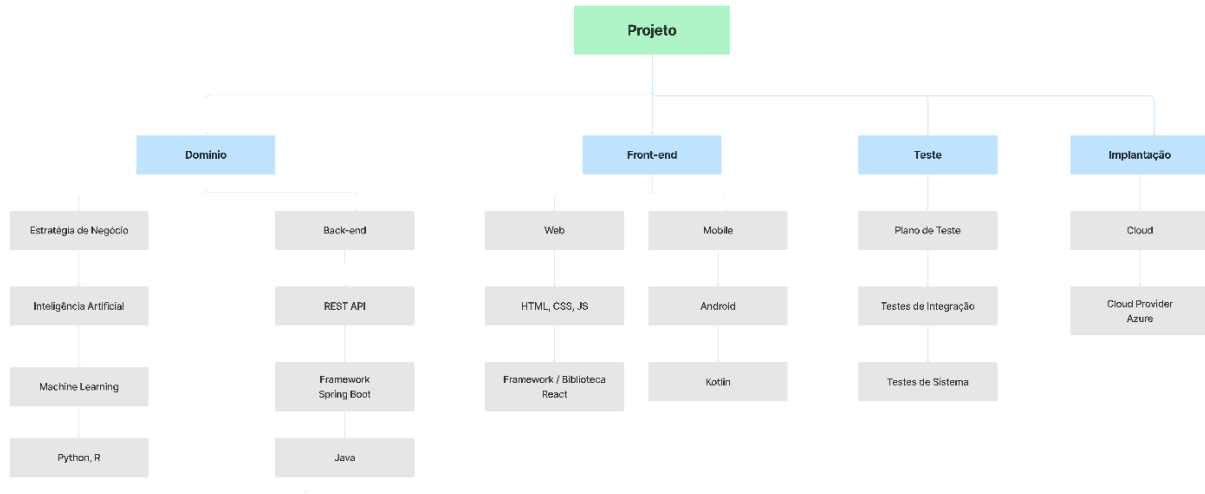 Projeto
Domínio
Front-end
Teste
Implantação
Estratégia de Negócio
Back-end
Web
Mobile
Plano de Teste
Cloud
Inteligência Artificial
REST API
HTML, CSS, JS
Android
Testes de Integração
Cloud Provider
Azure
Machine Learning
Framework
Spring Boot
Framework / Biblioteca
React
Kotlin
Testes de Sistema
Python, R
Java